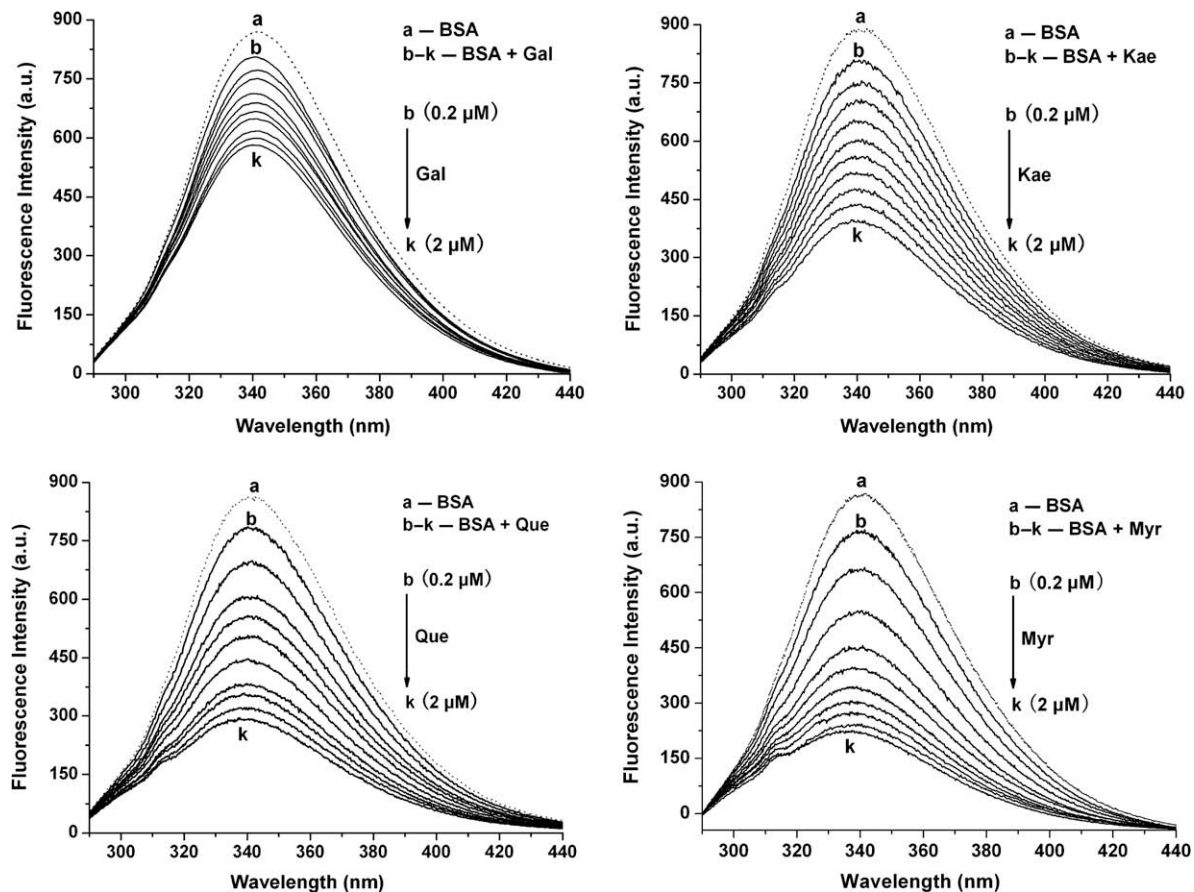 900
750
600
450
300
150
0
Fluorescence Intensity (a.u.)
a
b
k
a — BSA
b–k — BSA + Gal
b (0.2 μM)
Gal
k (2 μM)
300 320 340 360 380 400 420 440
Wavelength (nm)
900
750
600
450
300
150
0
Fluorescence Intensity (a.u.)
a
b
k
a — BSA
b–k — BSA + Kae
b (0.2 μM)
Kae
k (2 μM)
300 320 340 360 380 400 420 440
Wavelength (nm)
900
750
600
450
300
150
0
Fluorescence Intensity (a.u.)
a
b
k
a — BSA
b–k — BSA + Que
b (0.2 μM)
Que
k (2 μM)
300 320 340 360 380 400 420 440
Wavelength (nm)
900
750
600
450
300
150
0
Fluorescence Intensity (a.u.)
a
b
k
a — BSA
b–k — BSA + Myr
b (0.2 μM)
Myr
k (2 μM)
300 320 340 360 380 400 420 440
Wavelength (nm)